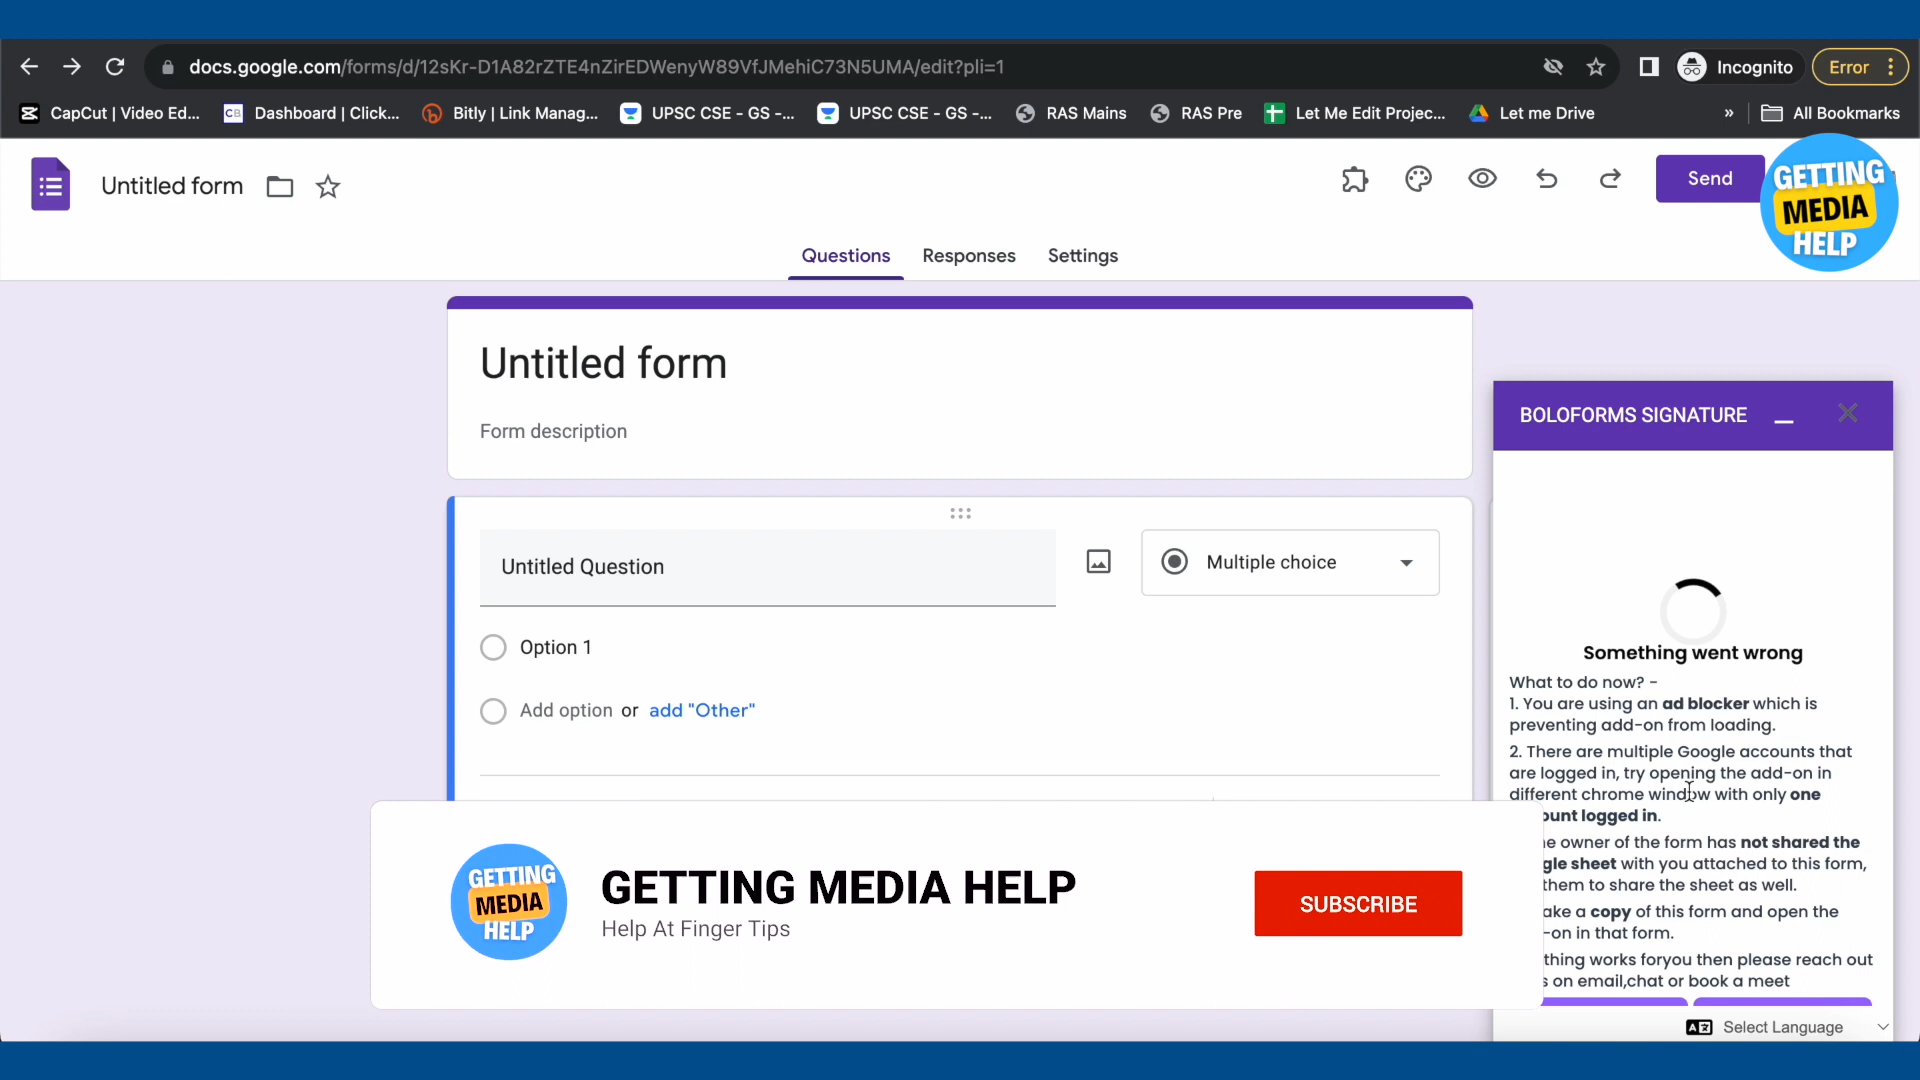 docs.google.com/forms/d/12sKr-D1A82rZTE4nZirEDWenyW89VfJMehiC73N5UMA/edit?pli=1
Incognito
Error
CapCut | Video Ed...
CB
Dashboard | Click...
Bitly | Link Manag...
UPSC CSE - GS -...
UPSC CSE - GS -...
RAS Mains
RAS Pre
Let Me Edit Projec...
Let me Drive
»
All Bookmarks
Untitled form
Send
GETTING
MEDIA
HELP
Questions
Responses
Settings
Untitled form
Form description
Untitled Question
Multiple choice
Option 1
Add option or add "Other"
BOLOFORMS SIGNATURE
Something went wrong
What to do now? -
1. You are using an ad blocker which is
preventing add-on from loading.
2. There are multiple Google accounts that
are logged in, try opening the add-on in
different chrome window with only one
ount logged in.
e owner of the form has not shared the
gle sheet with you attached to this form,
them to share the sheet as well.
ake a copy of this form and open the
-on in that form.
thing works foryou then please reach out
s on email,chat or book a meet
Select Language
GETTING
MEDIA
HELP
GETTING MEDIA HELP
Help At Finger Tips
SUBSCRIBE